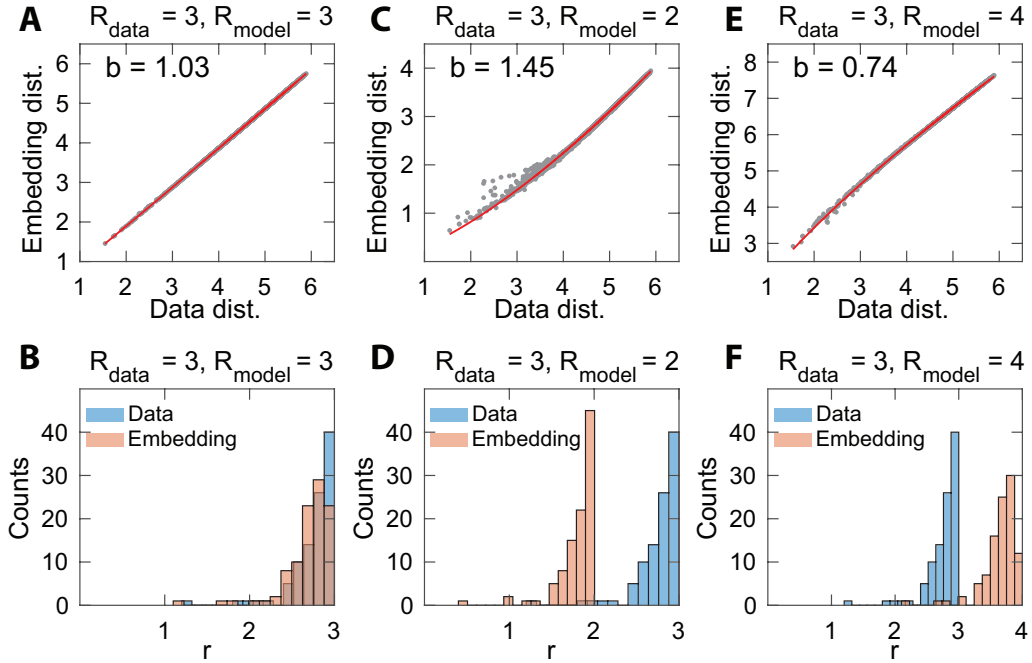 A
R_data = 3, R_model = 3
b = 1.03
Embedding dist.
6
5
4
3
2
1
1 2 3 4 5 6
Data dist.
C
R_data = 3, R_model = 2
b = 1.45
Embedding dist.
4
3
2
1
1 2 3 4 5 6
Data dist.
E
R_data = 3, R_model = 4
b = 0.74
Embedding dist.
8
7
6
5
4
3
1 2 3 4 5 6
Data dist.
B
R_data = 3, R_model = 3
Data
Embedding
Counts
40
30
20
10
0
1 2 3
r
D
R_data = 3, R_model = 2
Data
Embedding
Counts
40
30
20
10
0
1 2 3
r
F
R_data = 3, R_model = 4
Data
Embedding
Counts
40
30
20
10
0
1 2 3 4
r